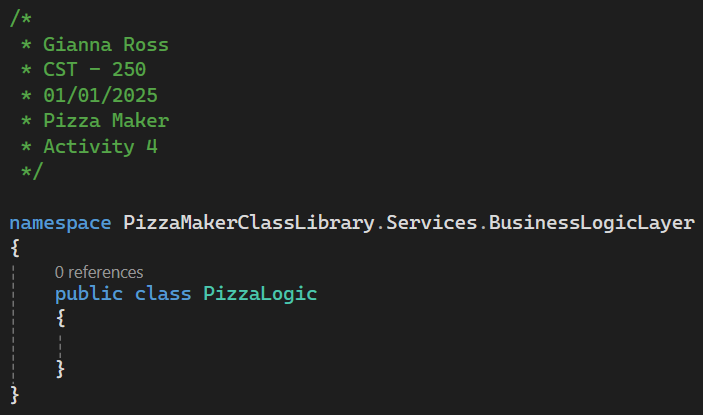 /*
 * Gianna Ross
 * CST - 250
 * 01/01/2025
 * Pizza Maker
 * Activity 4
 */
namespace PizzaMakerClassLibrary.Services.BusinessLogicLayer
{
    0 references
    public class PizzaLogic
    {
    }
}